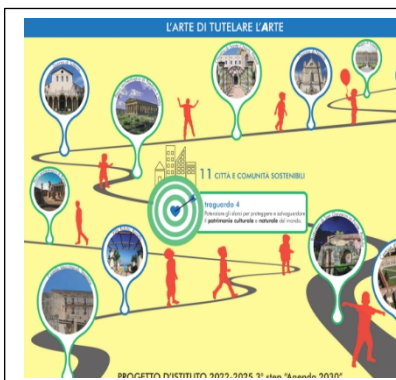 L'ARTE DI TUTELARE L'ARTE
11 CITTÀ E COMUNITÀ SOSTENIBILI
traguardo 4
Potenziare gli sforzi per proteggere e salvaguardare
il patrimonio culturale e naturale del mondo.
PROGETTO D'ISTITUTO 2022-2025 3° step "Agenda 2030"